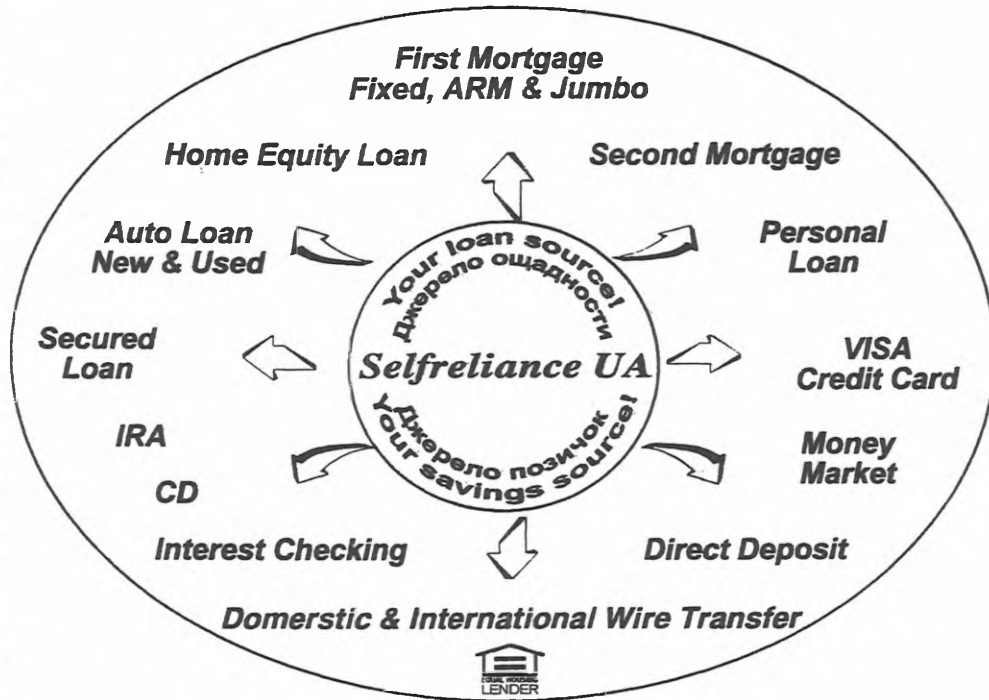 First Mortgage
Fixed, ARM & Jumbo
Home Equity Loan
Second Mortgage
Auto Loan
New & Used
Personal
Loan
Your loan source!
Джерело ощадности
Secured
Loan
Selfreliance UA
VISA
Credit Card
Джерело позичок
Your savings source!
IRA
CD
Money
Market
Interest Checking
Direct Deposit
Domerstic & International Wire Transfer
EQUAL HOUSING
LENDER